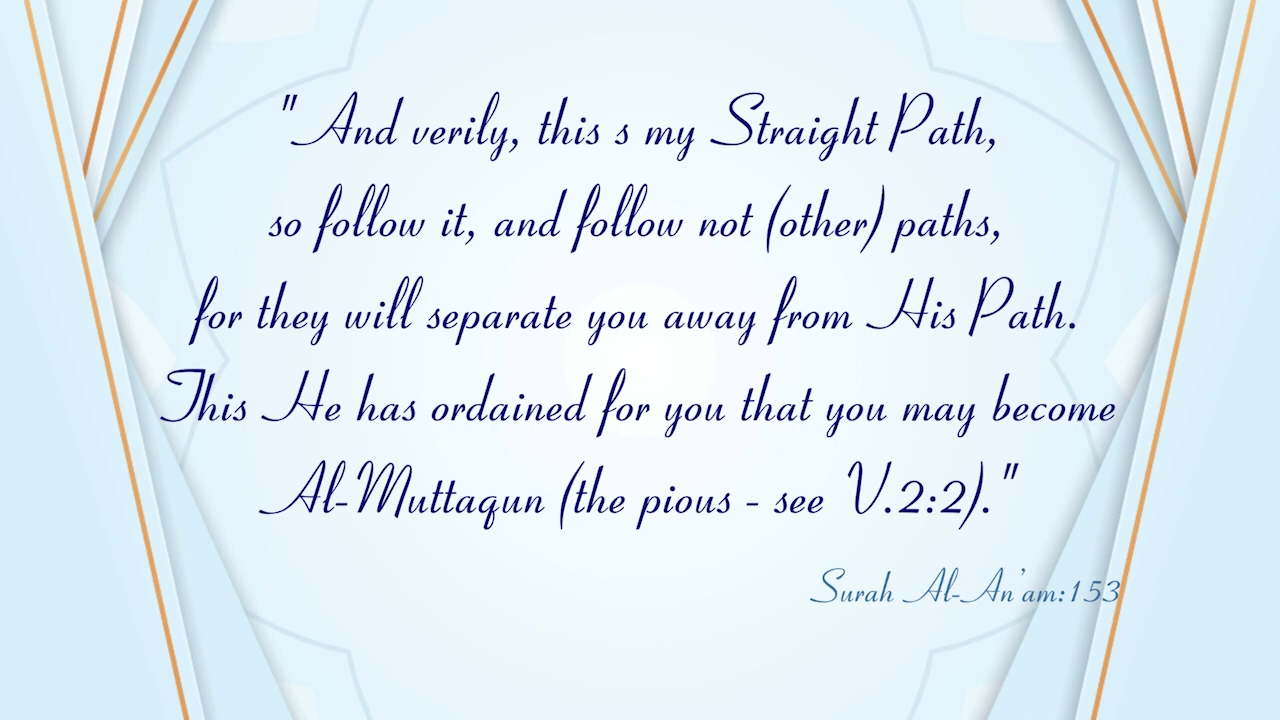 "And verily, this s my Straight Path,
so follow it, and follow not (other) paths,
for they will separate you away from His Path.
This He has ordained for you that you may become
Al-Muttaqun (the pious - see V.2:2)."
Surah Al-An'am:153